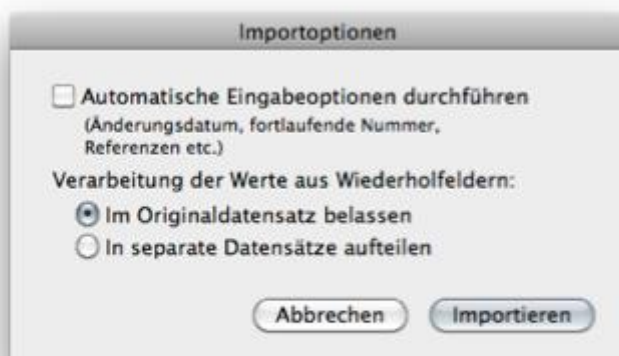 Importoptionen
Automatische Eingabeoptionen durchführen
(Änderungsdatum, fortlaufende Nummer,
Referenzen etc.)
Verarbeitung der Werte aus Wiederholfeldern:
Im Originaldatensatz belassen
In separate Datensätze aufteilen
Abbrechen Importieren